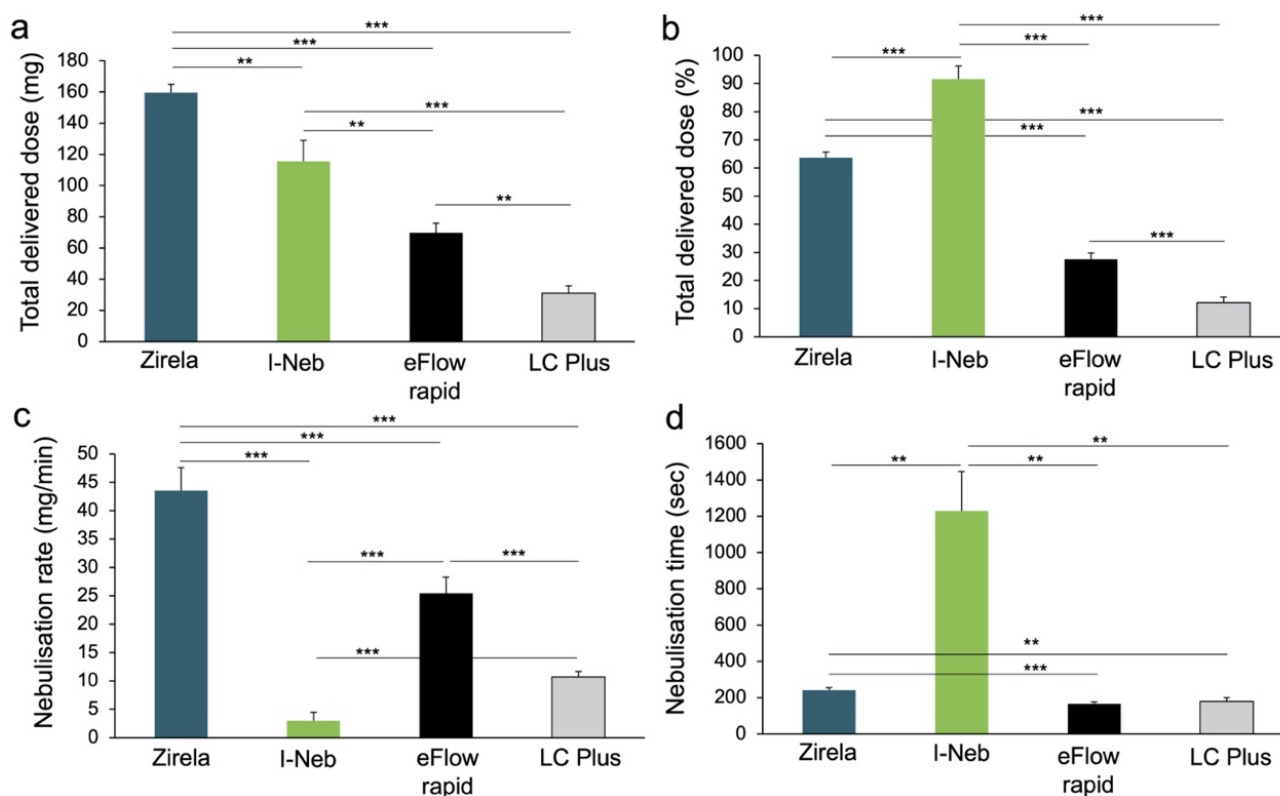 a
Total delivered dose (mg)
180
160
140
120
100
80
60
40
20
0
***
***
**
***
**
**
Zirela
I-Neb
eFlow
rapid
LC Plus
b
Total delivered dose (%)
100
90
80
70
60
50
40
30
20
10
0
***
***
***
***
***
***
Zirela
I-Neb
eFlow
rapid
LC Plus
c
Nebulisation rate (mg/min)
50
45
40
35
30
25
20
15
10
5
0
***
***
***
***
***
***
Zirela
I-Neb
eFlow
rapid
LC Plus
d
Nebulisation time (sec)
1600
1400
1200
1000
800
600
400
200
0
**
**
**
**
***
Zirela
I-Neb
eFlow
rapid
LC Plus